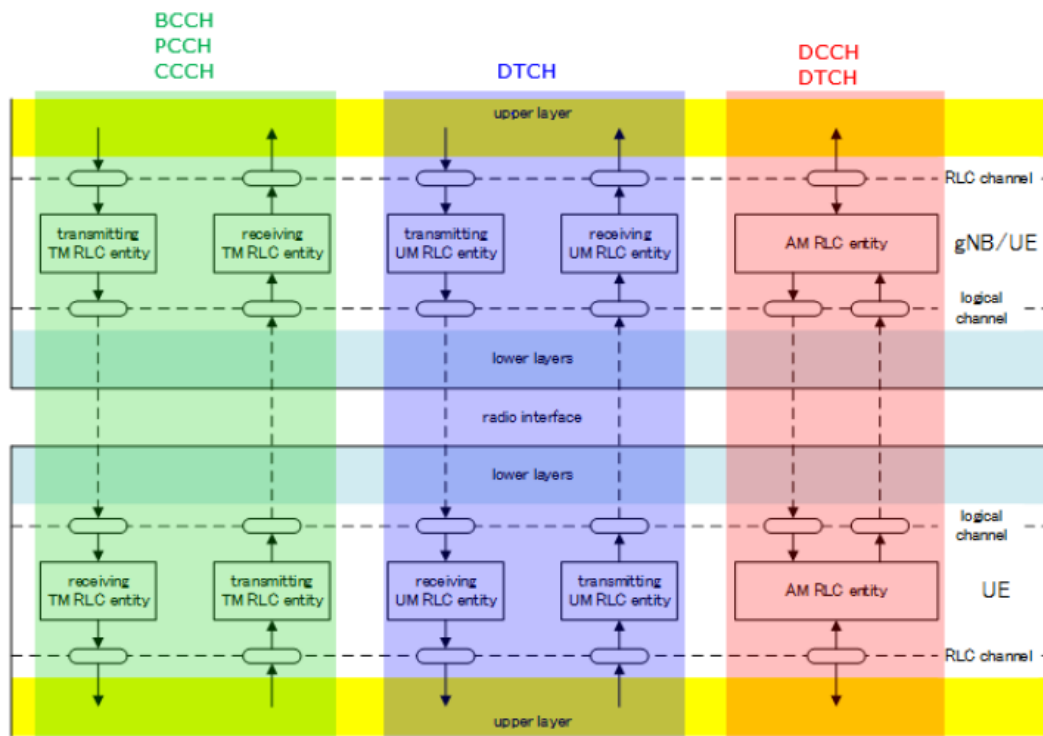 BCCH
PCCH
CCCH
DTCH
DCCH
DTCH
upper layer
RLC channel
transmitting
TM RLC entity
receiving
TM RLC entity
transmitting
UM RLC entity
receiving
UM RLC entity
AM RLC entity
gNB/UE
logical
channel
lower layers
radio interface
lower layers
logical
channel
receiving
TM RLC entity
transmitting
TM RLC entity
receiving
UM RLC entity
transmitting
UM RLC entity
AM RLC entity
UE
RLC channel
upper layer